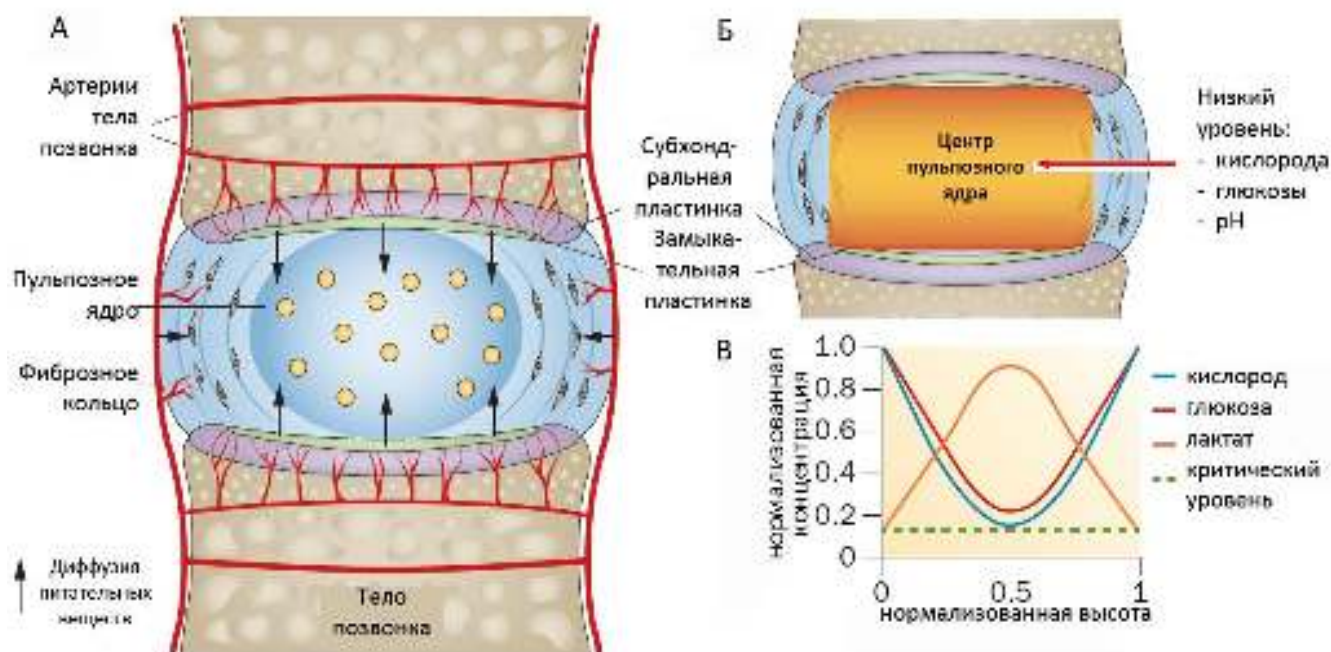 А
Артерии
тела
позвонка
Пульпозное
ядро
Фиброзное
кольцо
Диффузия
питательных
веществ
Тело
позвонка
Субхонд-
ральная
пластинка
Замыка-
тельная
пластинка
Б
Центр
пульпозного
ядра
Низкий
уровень:
- кислорода
- глюкозы
- pH
В
нормализованная
концентрация
1.0
0.8
0.6
0.4
0.2
0
0
0.5
1
нормализованная высота
кислород
глюкоза
лактат
критический
уровень